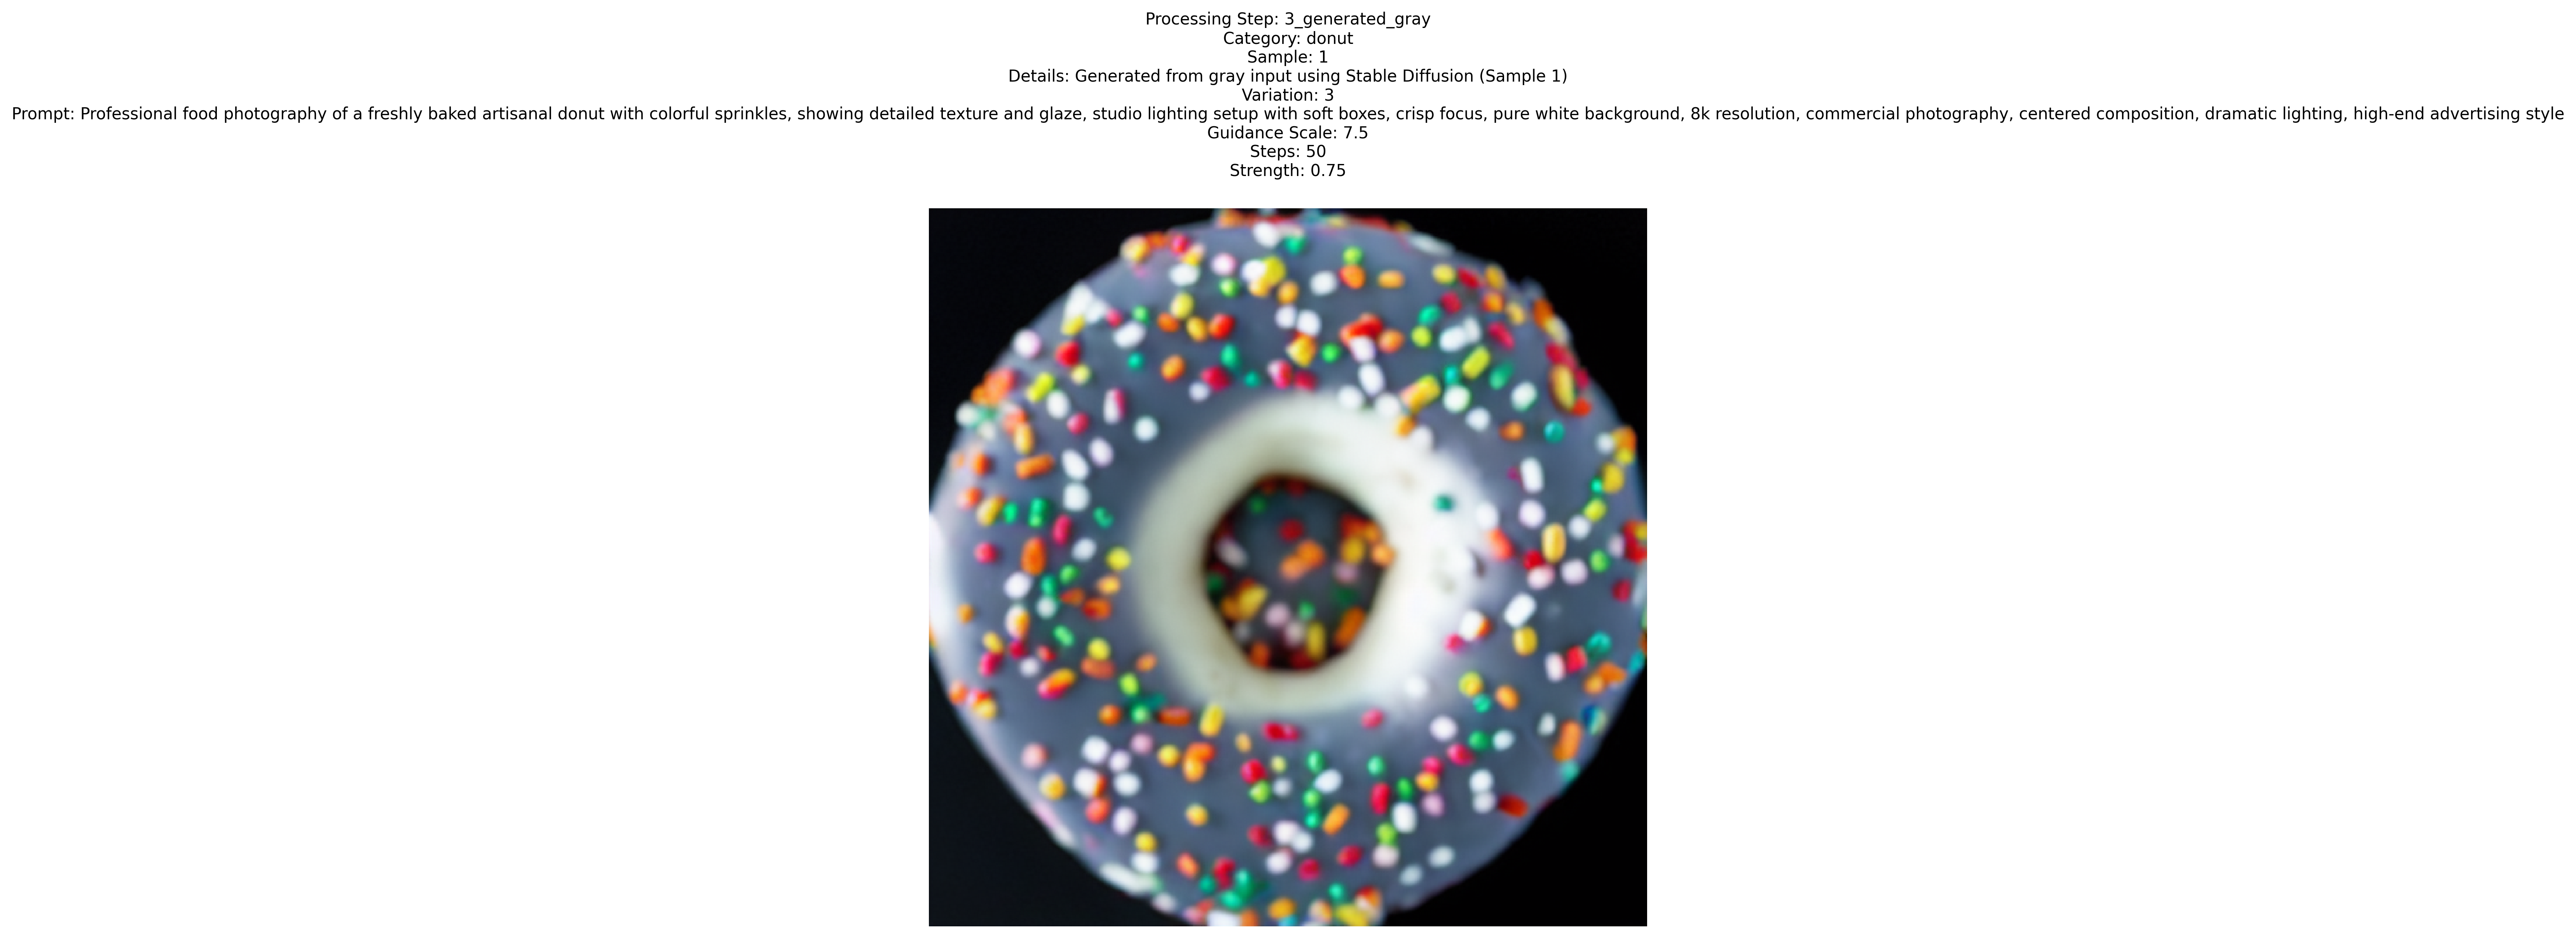 Processing Step: 3_generated_gray
Category: donut
Sample: 1
Details: Generated from gray input using Stable Diffusion (Sample 1)
Variation: 3
Prompt: Professional food photography of a freshly baked artisanal donut with colorful sprinkles, showing detailed texture and glaze, studio lighting setup with soft boxes, crisp focus, pure white background, 8k resolution, commercial photography, centered composition, dramatic lighting, high-end advertising style
Guidance Scale: 7.5
Steps: 50
Strength: 0.75